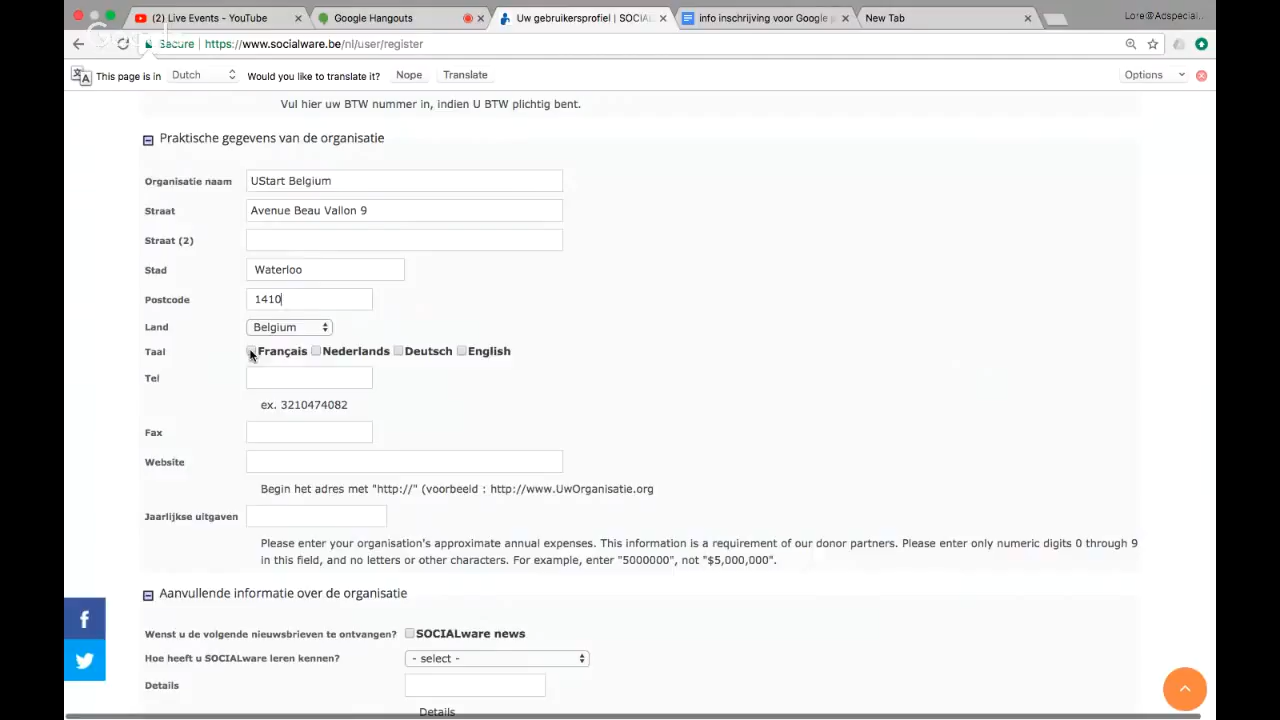 (2) Live Events - YouTube
Google Hangouts
Uw gebruikersprofiel | SOCIAL
info inschrijving voor Google p
New Tab
Lore@Adspecial
Secure
https://www.socialware.be/nl/user/register
This page is in
Dutch
Would you like to translate it?
Nope
Translate
Options
Vul hier uw BTW nummer in, indien U BTW plichtig bent.
Praktische gegevens van de organisatie
Organisatie naam
UStart Belgium
Straat
Avenue Beau Vallon 9
Straat (2)
Stad
Waterloo
Postcode
1410
Land
Belgium
Taal
Français Nederlands Deutsch English
Tel
ex. 3210474082
Fax
Website
Begin het adres met "http://" (voorbeeld : http://www.UwOrganisatie.org
Jaarlijkse uitgaven
Please enter your organisation's approximate annual expenses. This information is a requirement of our donor partners. Please enter only numeric digits 0 through 9
in this field, and no letters or other characters. For example, enter "5000000", not "$5,000,000".
Aanvullende informatie over de organisatie
Wenst u de volgende nieuwsbrieven te ontvangen?
SOCIALware news
Hoe heeft u SOCIALware leren kennen?
- select -
Details
Details